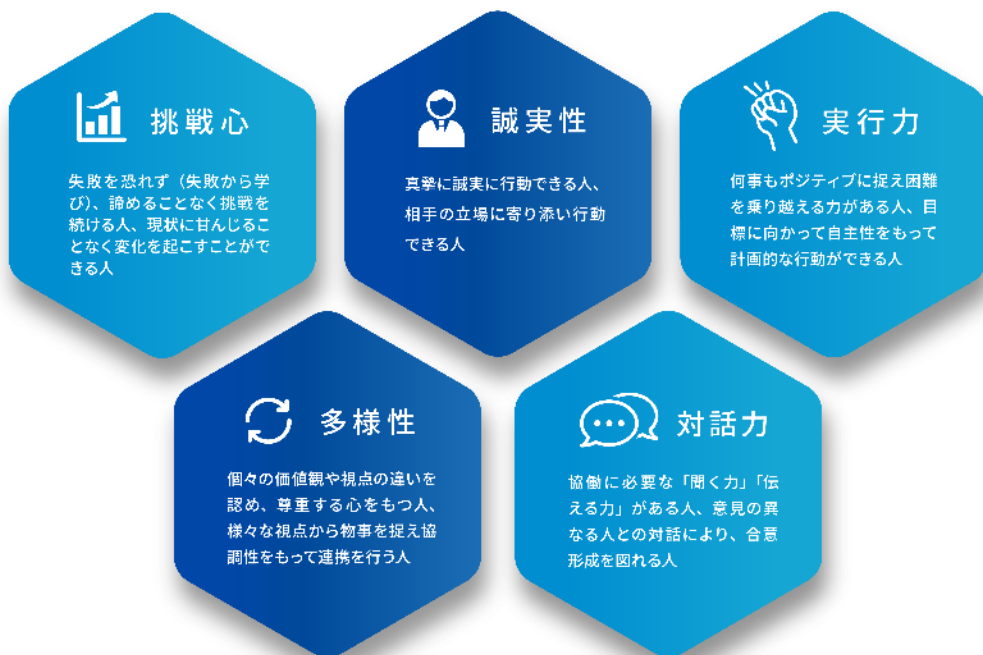 挑戦心
失敗を恐れず（失敗から学
び）、諦めることなく挑戦を
続ける人、現状に甘んじるこ
となく変化を起こすことがで
きる人
誠実性
真摯に誠実に行動できる人、
相手の立場に寄り添い行動
できる人
実行力
何事もポジティブに捉え困難
を乗り越える力がある人、目
標に向かって自主性をもって
計画的な行動ができる人
多様性
個々の価値観や視点の違いを
認め、尊重する心をもつ人、
様々な視点から物事を捉え協
調性をもって連携を行う人
対話力
協働に必要な「聞く力」「伝
える力」がある人、意見の異
なる人との対話により、合意
形成を図れる人